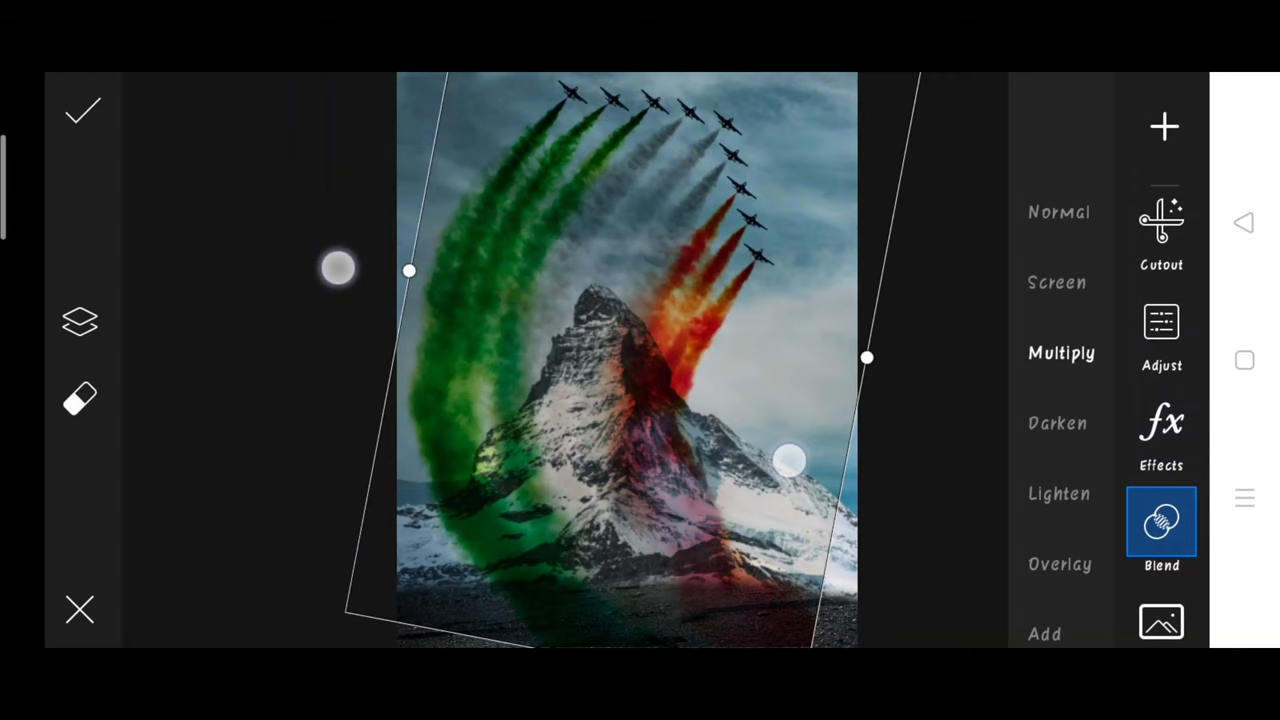 Normal
Screen
Multiply
Darken
Lighten
Overlay
Add
Cutout
Adjust
fx
Effects
Blend